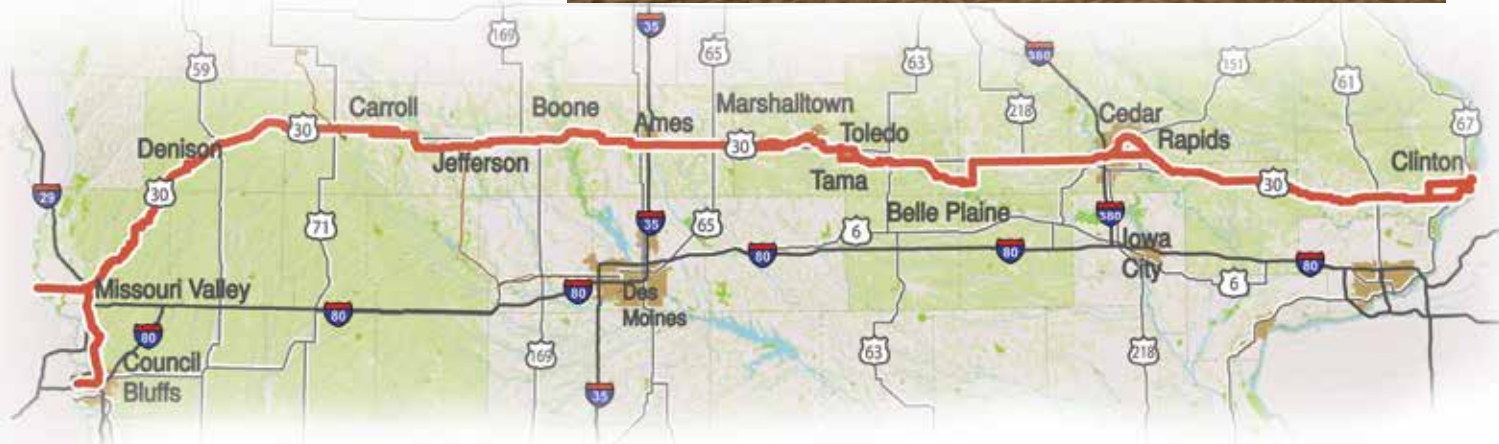 35
169
65
59
63
380
151
61
218
67
Carroll
Boone
Marshalltown
Ames
Cedar
Rapids
30
Denison
Jefferson
30
Toledo
Tama
Clinton
30
29
30
71
35
65
6
Belle Plaine
380
Iowa
City
80
80
80
6
Missouri Valley
80
80
Des
Moines
80
169
63
218
Council
Bluffs
35